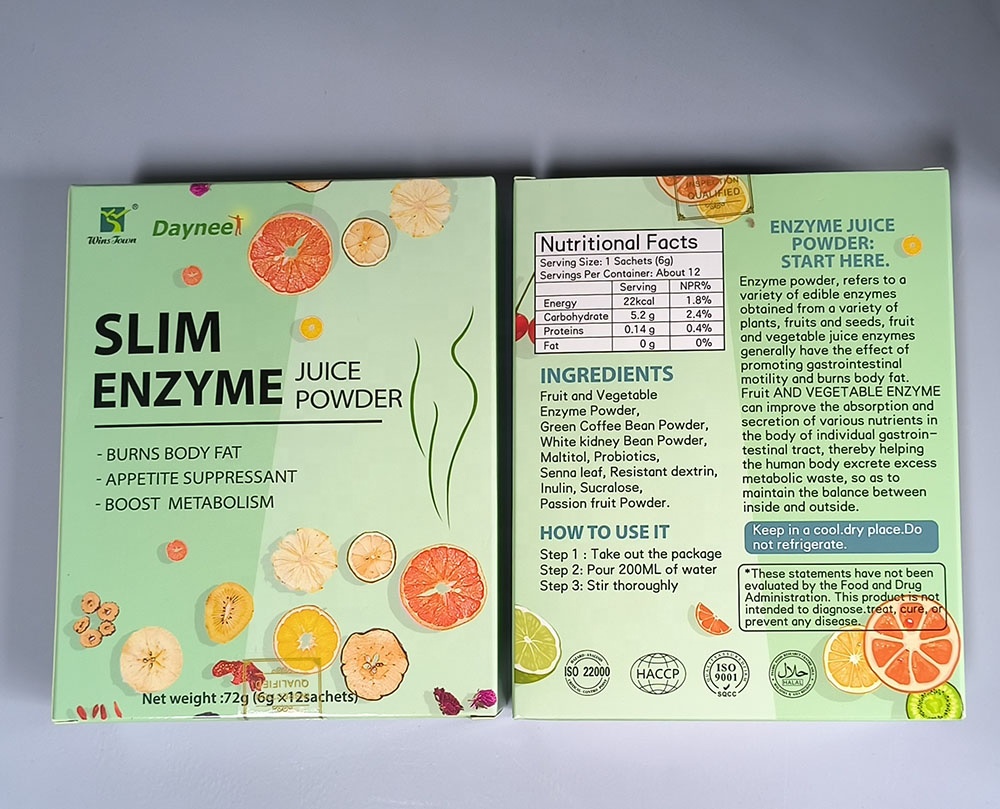 Wins Town
®
Daynee
SLIM
ENZYME
JUICE
POWDER
- BURNS BODY FAT
- APPETITE SUPPRESSANT
- BOOST METABOLISM
QUALIFIED
Net weight :72g (6g ×12sachets)
INSPECTION
QUALIFIED
Nutritional Facts
Serving Size: 1 Sachets (6g)
Servings Per Container: About 12
Serving NPR%
Energy 22kcal 1.8%
Carbohydrate 5.2 g 2.4%
Proteins 0.14 g 0.4%
Fat 0 g 0%
INGREDIENTS
Fruit and Vegetable
Enzyme Powder,
Green Coffee Bean Powder,
White kidney Bean Powder,
Maltitol, Probiotics,
Senna leaf, Resistant dextrin,
Inulin, Sucralose,
Passion fruit Powder.
HOW TO USE IT
Step 1 : Take out the package
Step 2: Pour 200ML of water
Step 3: Stir thoroughly
ENZYME JUICE
POWDER:
START HERE.
Enzyme powder, refers to a
variety of edible enzymes
obtained from a variety of
plants, fruits and seeds, fruit
and vegetable juice enzymes
generally have the effect of
promoting gastrointestinal
motility and burns body fat.
Fruit AND VEGETABLE ENZYME
can improve the absorption and
secretion of various nutrients in
the body of individual gastroin-
testinal tract, thereby helping
the human body excrete excess
metabolic waste, so as to
maintain the balance between
inside and outside.
Keep in a cool.dry place.Do
not refrigerate.
*These statements have not been
evaluated by the Food and Drug
Administration. This product is not
intended to diagnose.treat, cure, or
prevent any disease.
ISO 22000
HACCP
ISO
9001
SQCC
حلال
HALAL